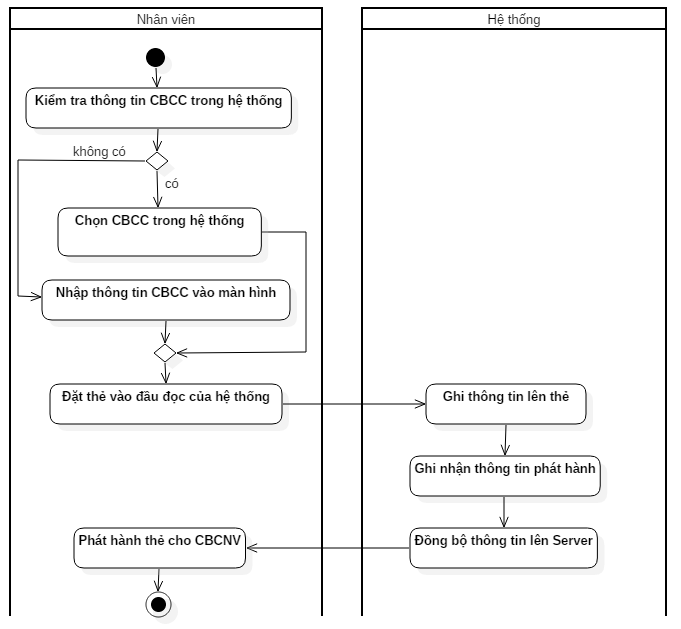 Nhân viên
Hệ thống
Kiểm tra thông tin CBCC trong hệ thống
không có
có
Chọn CBCC trong hệ thống
Nhập thông tin CBCC vào màn hình
Đặt thẻ vào đầu đọc của hệ thống
Ghi thông tin lên thẻ
Ghi nhận thông tin phát hành
Phát hành thẻ cho CBCNV
Đồng bộ thông tin lên Server